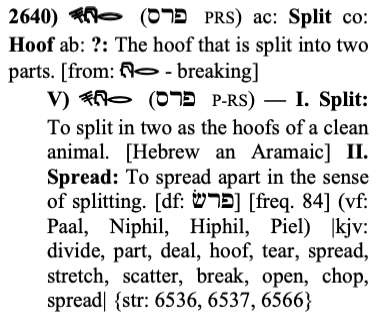 2640) (פרס PRS) ac: Split co:
Hoof ab: ?: The hoof that is split into two
parts. [from: - breaking]
V) (פרס P-RS) — I. Split:
To split in two as the hoofs of a clean
animal. [Hebrew an Aramaic] II.
Spread: To spread apart in the sense
of splitting. [df: פרשׂ] [freq. 84] (vf:
Paal, Niphil, Hiphil, Piel) |kjv:
divide, part, deal, hoof, tear, spread,
stretch, scatter, break, open, chop,
spread| {str: 6536, 6537, 6566}